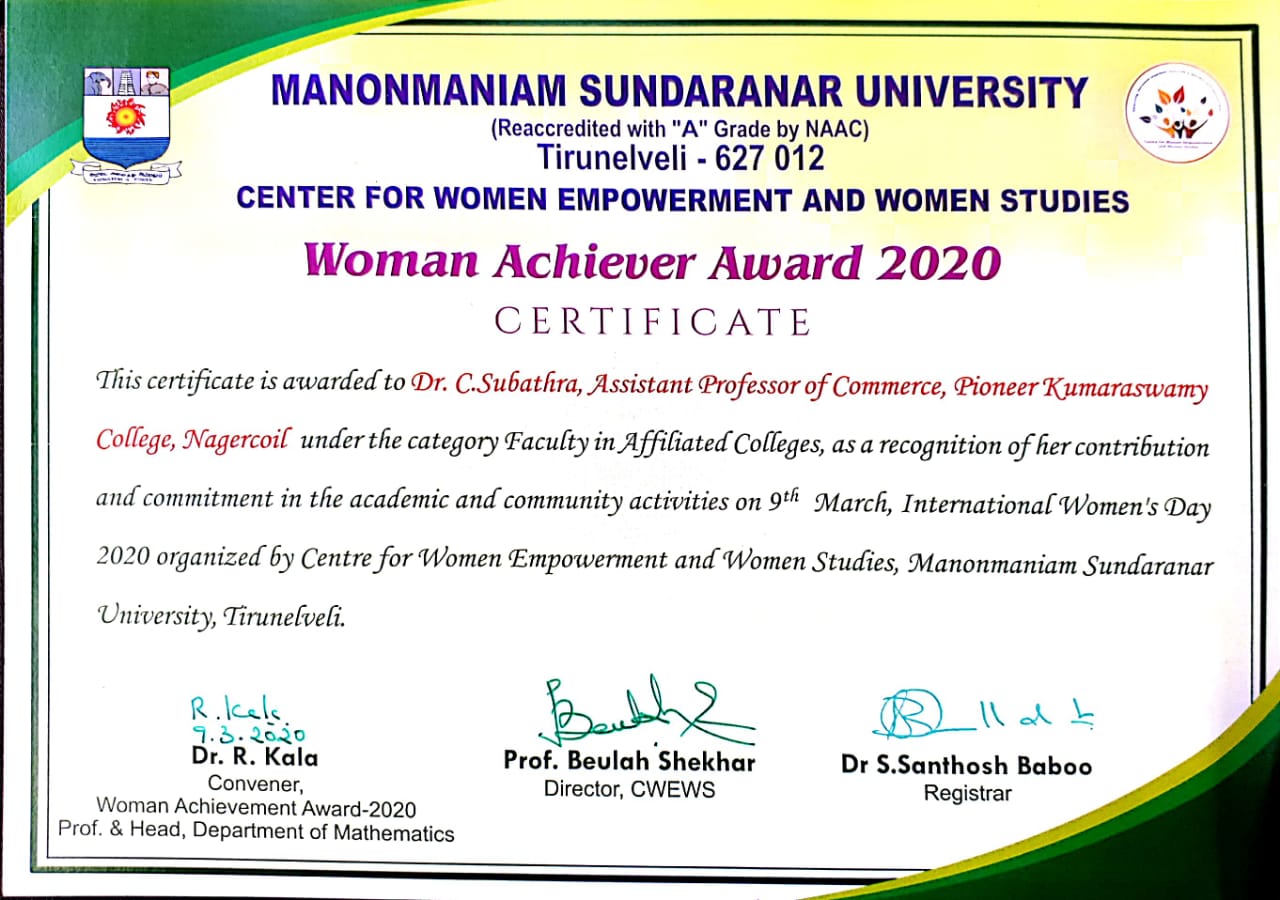 MANONMANIAM SUNDARANAR UNIVERSITY
(Reaccredited with "A" Grade by NAAC)
Tirunelveli - 627 012
CENTER FOR WOMEN EMPOWERMENT AND WOMEN STUDIES
Woman Achiever Award 2020
CERTIFICATE
This certificate is awarded to Dr. C.Subathra, Assistant Professor of Commerce, Pioneer Kumaraswamy
College, Nagercoil under the category Faculty in Affiliated Colleges, as a recognition of her contribution
and commitment in the academic and community activities on 9th March, International Women's Day
2020 organized by Centre for Women Empowerment and Women Studies, Manonmaniam Sundaranar
University, Tirunelveli.
R. Kala
9.3.2020
Dr. R. Kala
Convener,
Woman Achievement Award-2020
Prof. & Head, Department of Mathematics
Prof. Beulah Shekhar
Director, CWEWS
Dr S.Santhosh Baboo
Registrar